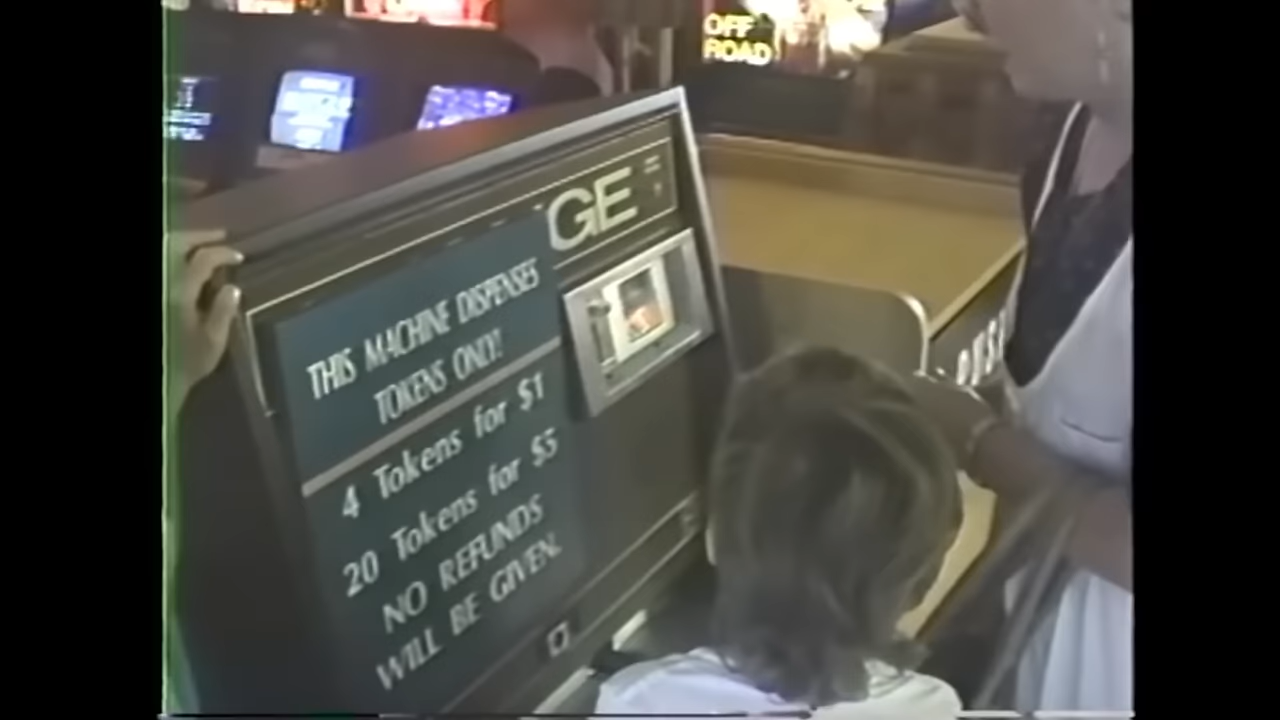 OFF
ROAD
GE
THIS MACHINE DISPENSES
TOKENS ONLY!
4 Tokens for $1
20 Tokens for $5
NO REFUNDS
WILL BE GIVEN.